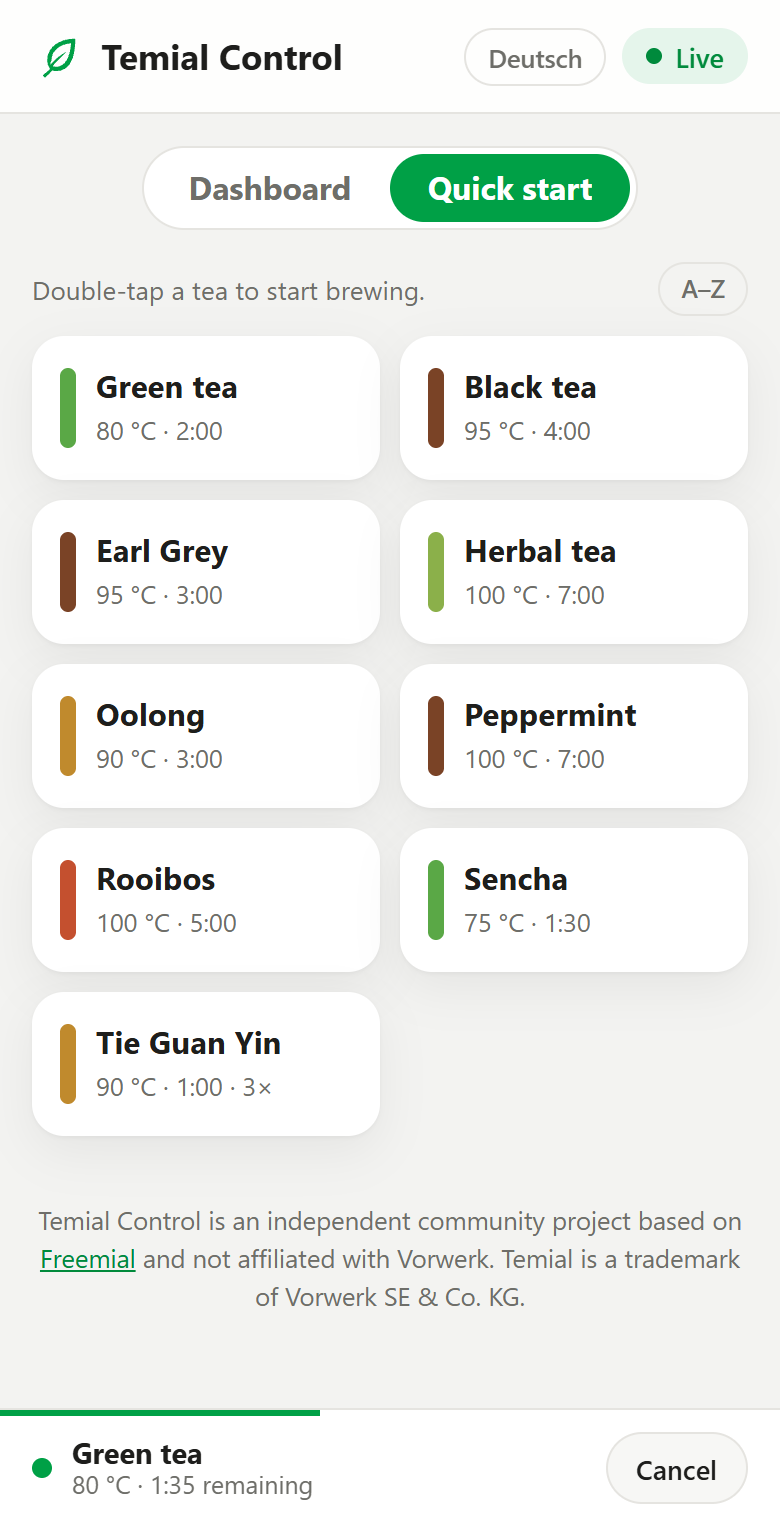 Temial Control
Deutsch
Live
Dashboard
Quick start
Double-tap a tea to start brewing.
A–Z
Green tea
80 °C · 2:00
Black tea
95 °C · 4:00
Earl Grey
95 °C · 3:00
Herbal tea
100 °C · 7:00
Oolong
90 °C · 3:00
Peppermint
100 °C · 7:00
Rooibos
100 °C · 5:00
Sencha
75 °C · 1:30
Tie Guan Yin
90 °C · 1:00 · 3×
Temial Control is an independent community project based on
Freemial and not affiliated with Vorwerk. Temial is a trademark
of Vorwerk SE & Co. KG.
Green tea
80 °C · 1:35 remaining
Cancel